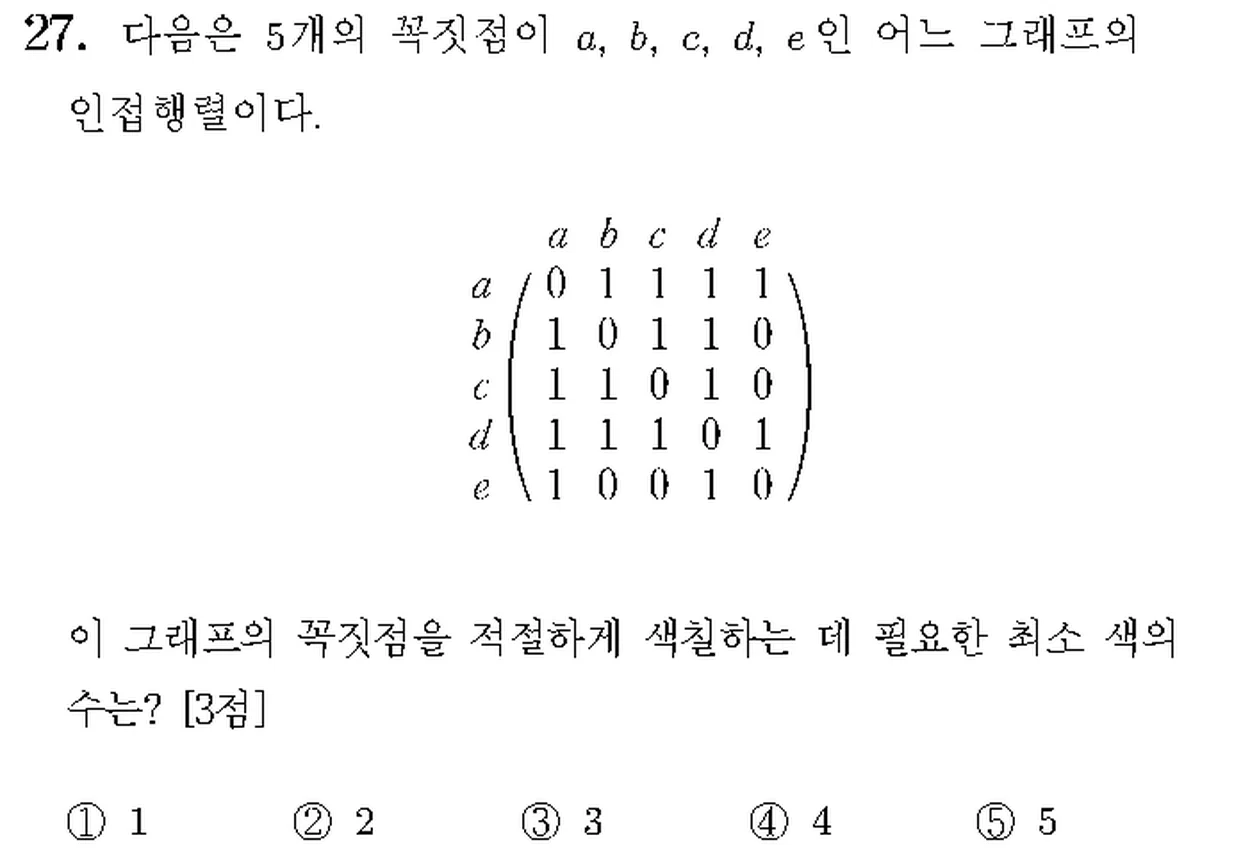 27. 다음은 5개의 꼭짓점이 a, b, c, d, e인 어느 그래프의
인접행렬이다.
a b c d e
a 0 1 1 1 1
b 1 0 1 1 0
c 1 1 0 1 0
d 1 1 1 0 1
e 1 0 0 1 0
이 그래프의 꼭짓점을 적절하게 색칠하는 데 필요한 최소 색의
수는? [3점]
① 1 ② 2 ③ 3 ④ 4 ⑤ 5